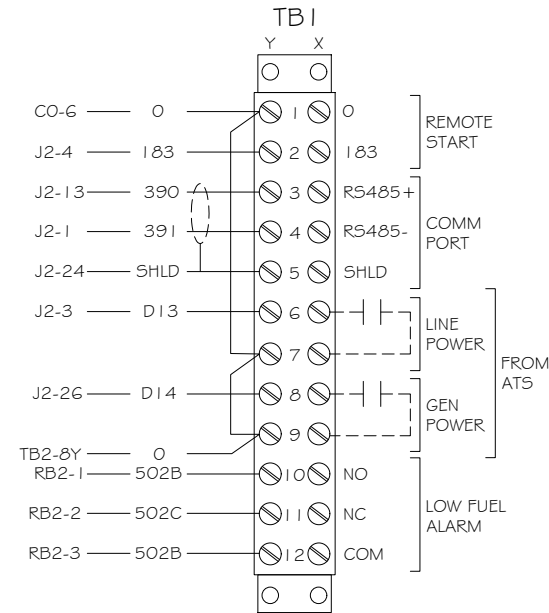 TB1
Y X
CO-6 0 1 0
J2-4 183 2 183
REMOTE
START
J2-13 390 3 RS485+
J2-1 391 4 RS485-
J2-24 SHLD 5 SHLD
COMM
PORT
J2-3 D13 6
7
LINE
POWER
J2-26 D14 8
TB2-8Y 0 9
GEN
POWER
FROM
ATS
RB2-1 502B 10 NO
RB2-2 502C 11 NC
RB2-3 502B 12 COM
LOW FUEL
ALARM